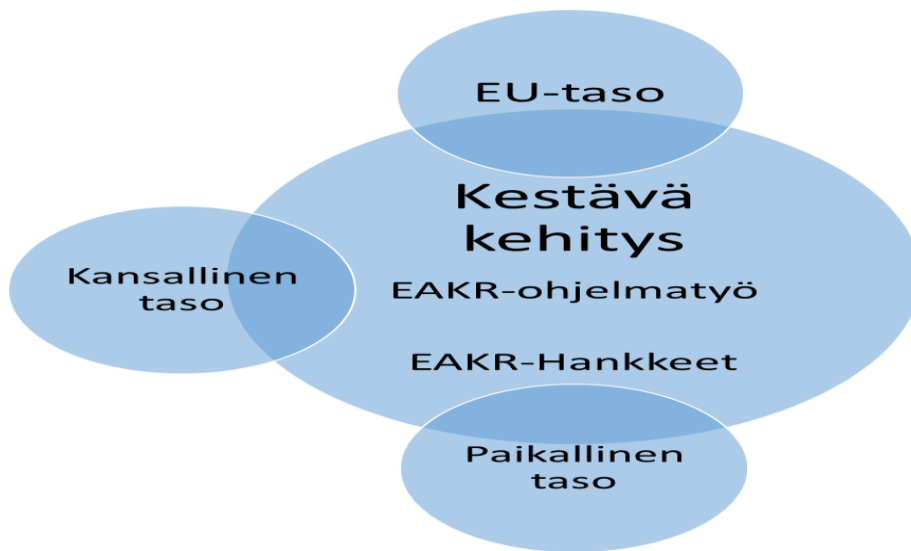 EU-taso
Kestävä
kehitys
Kansallinen
taso
EAKR-ohjelmatyö
EAKR-Hankkeet
Paikallinen
taso